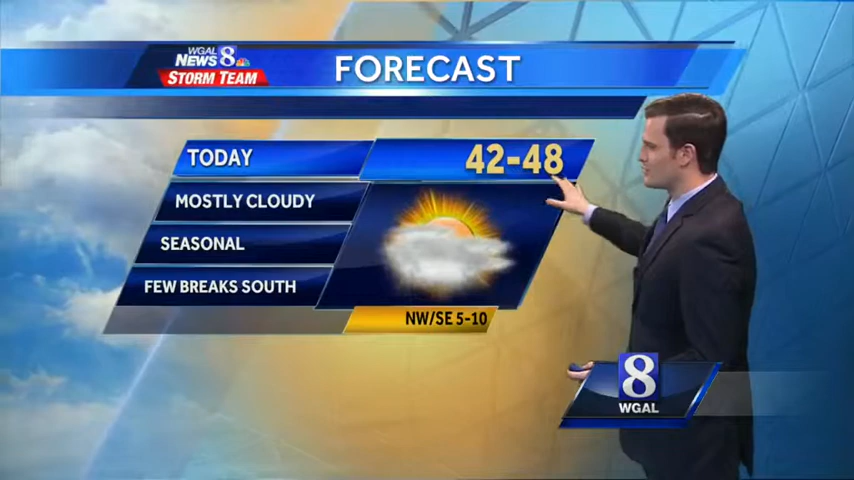 WGAL
NEWS 8
STORM TEAM
FORECAST
TODAY
42-48
MOSTLY CLOUDY
SEASONAL
FEW BREAKS SOUTH
NW/SE 5-10
8
WGAL